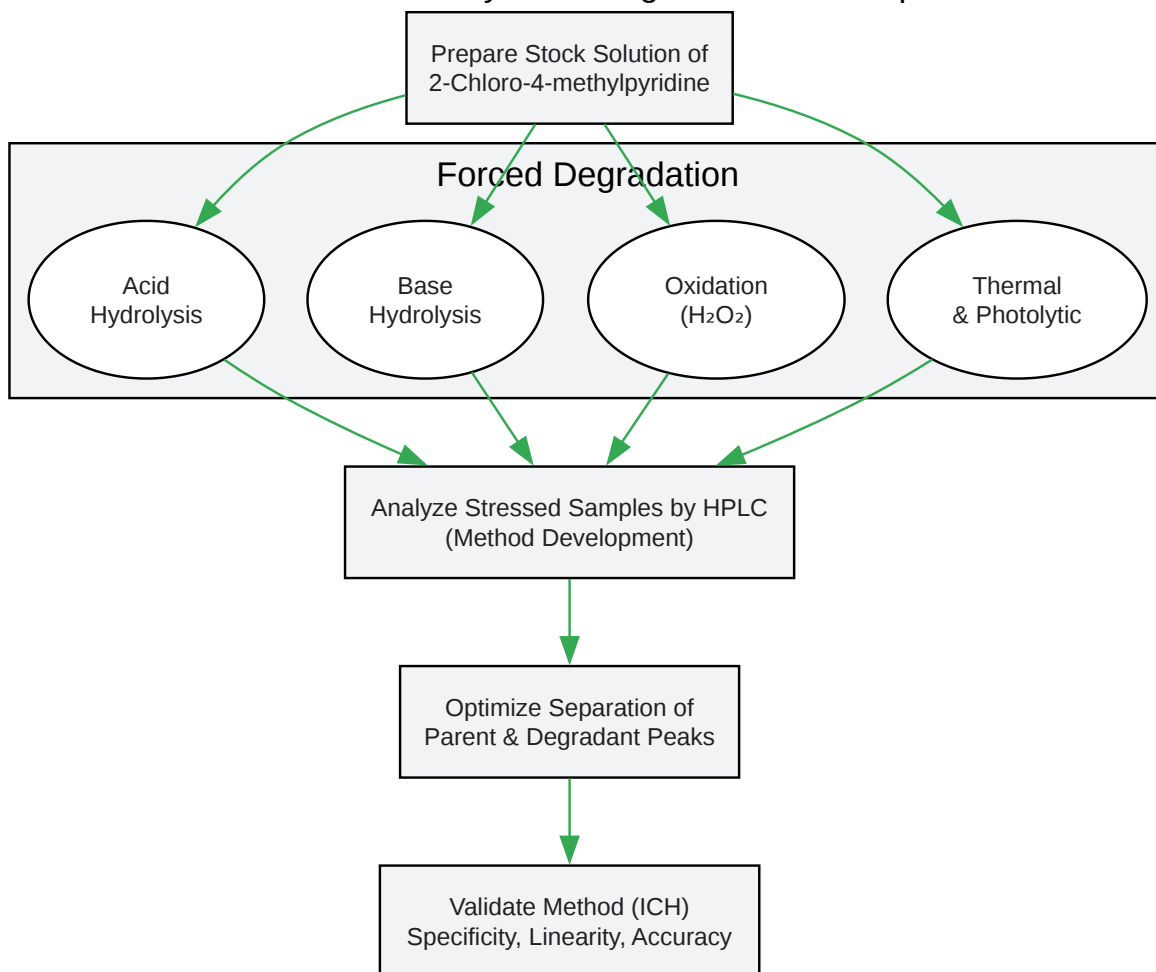 Prepare Stock Solution of
2-Chloro-4-methylpyridine
Forced Degradation
Acid
Hydrolysis
Base
Hydrolysis
Oxidation
(H₂O₂)
Thermal
& Photolytic
Analyze Stressed Samples by HPLC
(Method Development)
Optimize Separation of
Parent & Degradant Peaks
Validate Method (ICH)
Specificity, Linearity, Accuracy